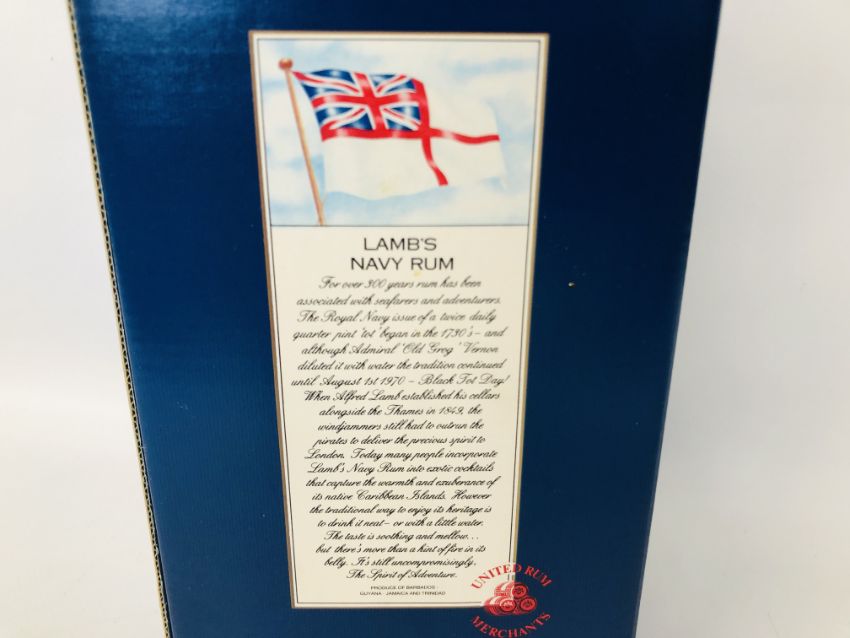 LAMB'S
NAVY RUM
For over 300 years rum has been
associated with seafarers and adventurers.
The Royal Navy issue of a twice daily
quarter pint 'tot' began in the 1730's – and
although Admiral 'Old Grog' Vernon
diluted it with water the tradition continued
until August 1st 1970 – Black Tot Day!
When Alfred Lamb established his cellars
alongside the Thames in 1849, the
windjammers still had to outrun the
pirates to deliver the precious spirit to
London. Today many people incorporate
Lamb's Navy Rum into exotic cocktails
that capture the warmth and exuberance of
its native Caribbean Islands. However
the traditional way to enjoy its heritage is
to drink it neat – or with a little water.
The taste is soothing and mellow...
but there's more than a hint of fire in its
belly. It's still uncompromisingly.
The Spirit of Adventure.
PRODUCE OF BARBADOS ·
GUYANA · JAMAICA AND TRINIDAD
UNITED RUM
MERCHANTS